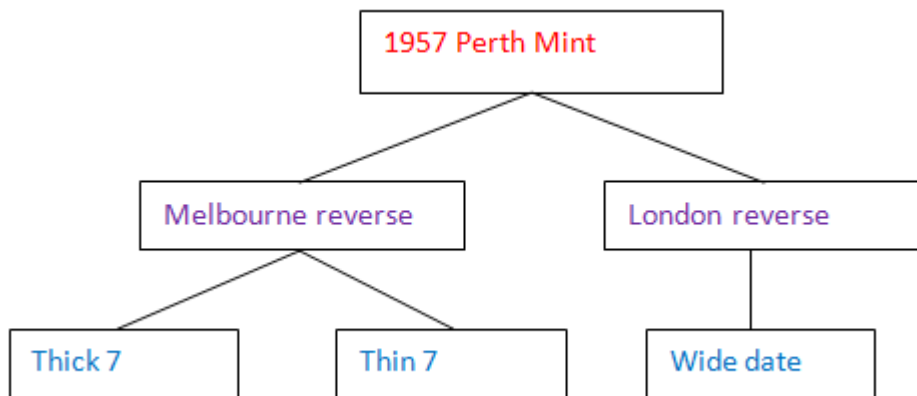 1957 Perth Mint
Melbourne reverse
London reverse
Thick 7
Thin 7
Wide date